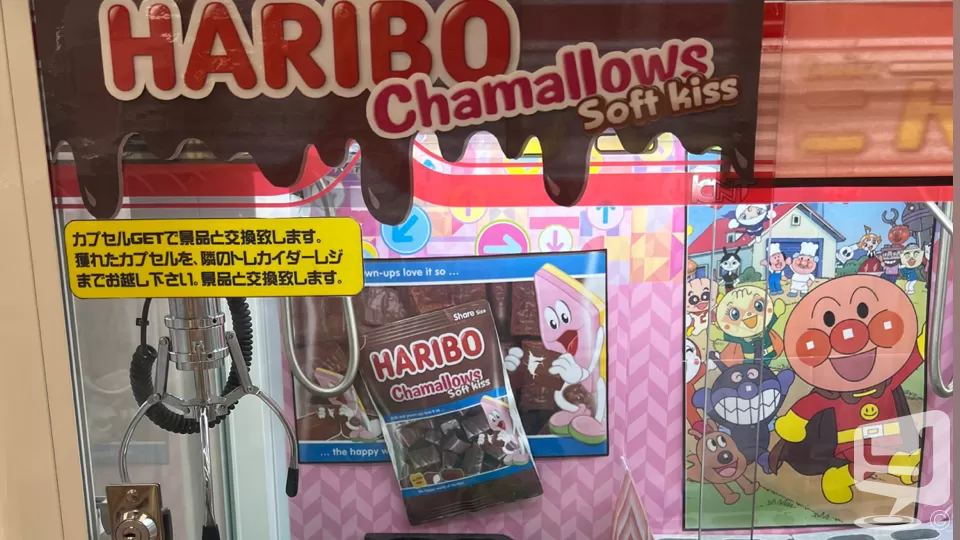 HARIBO
Chamallows
Soft kiss
カプセルGETで景品と交換致します。
獲れたカプセルを、隣のトレカイダーレジ
までお越し下さい。景品と交換致します。
wn-ups love it so ...
Share Size
HARIBO
Chamallows
Soft kiss
... the happy w